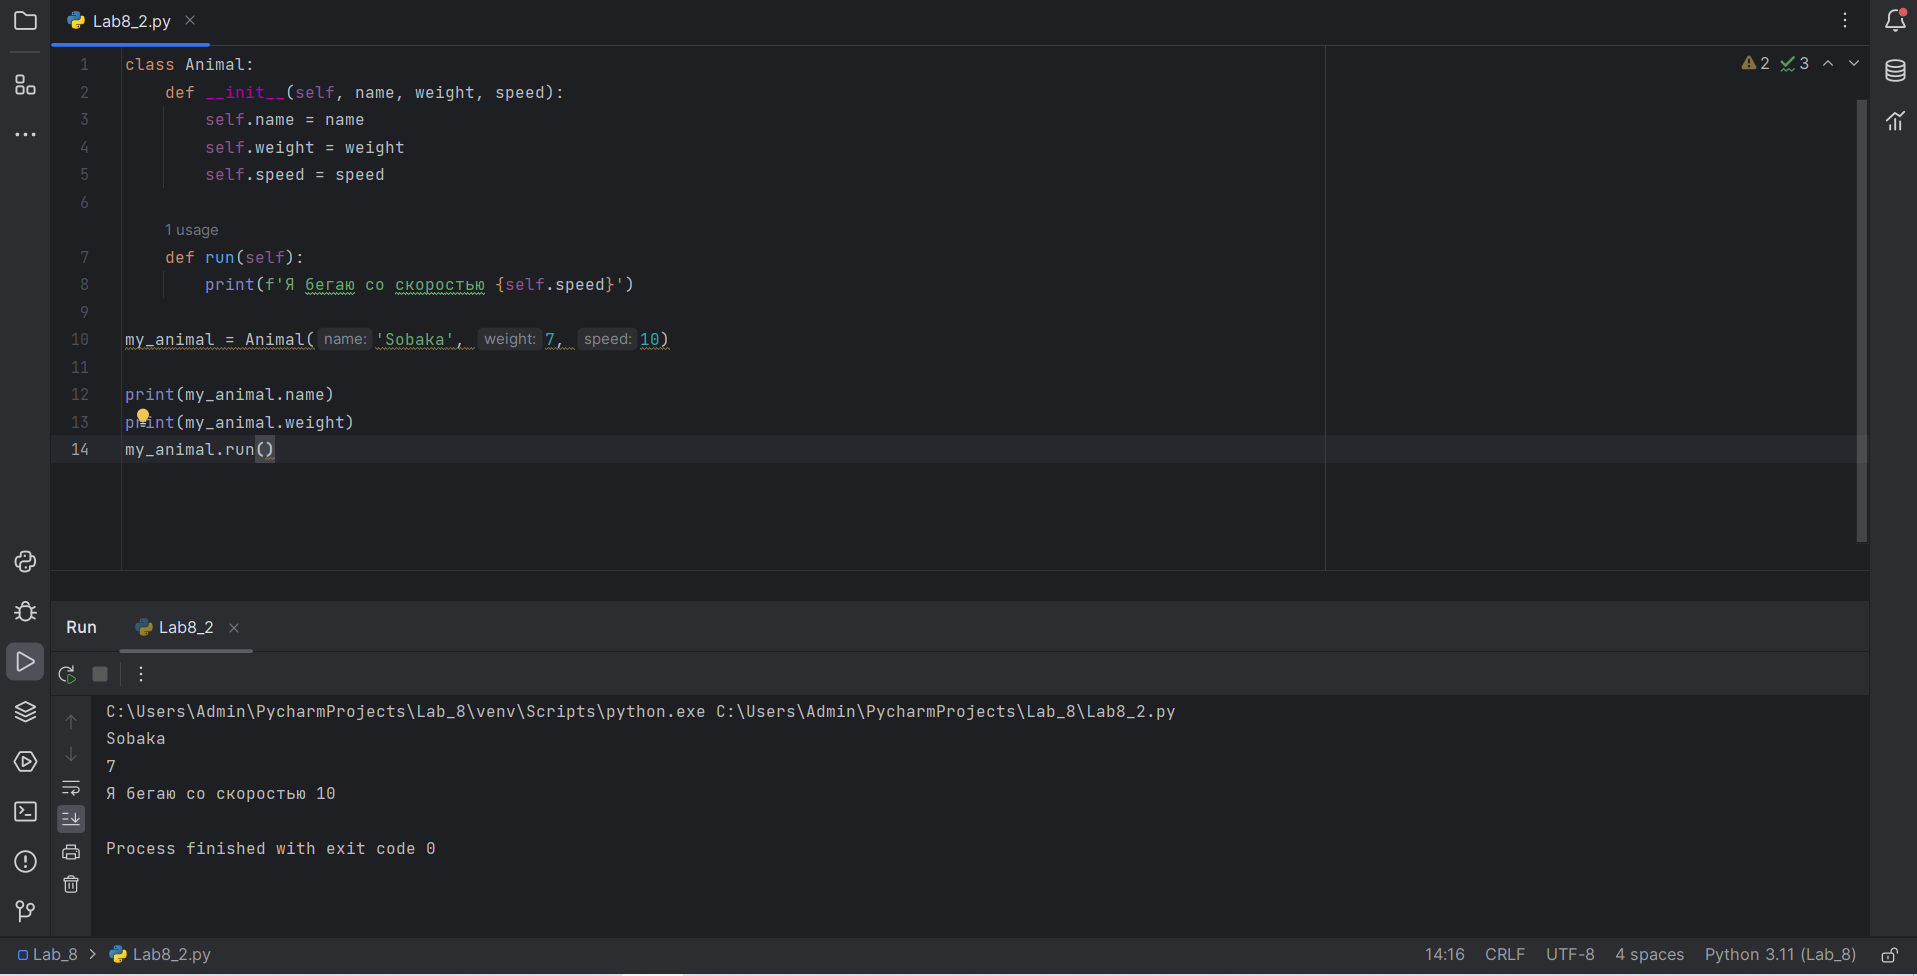 Lab8_2.py
2 3
1 class Animal:
2 def __init__(self, name, weight, speed):
3 self.name = name
4 self.weight = weight
5 self.speed = speed
6
1 usage
7 def run(self):
8 print(f'Я бегаю со скоростью {self.speed}')
9
10 my_animal = Animal( name: 'Sobaka', weight: 7, speed: 10)
11
12 print(my_animal.name)
13 print(my_animal.weight)
14 my_animal.run()
Run Lab8_2
C:\Users\Admin\PycharmProjects\Lab_8\venv\Scripts\python.exe C:\Users\Admin\PycharmProjects\Lab_8\Lab8_2.py
Sobaka
7
Я бегаю со скоростью 10
Process finished with exit code 0
Lab_8 > Lab8_2.py 14:16 CRLF UTF-8 4 spaces Python 3.11 (Lab_8)